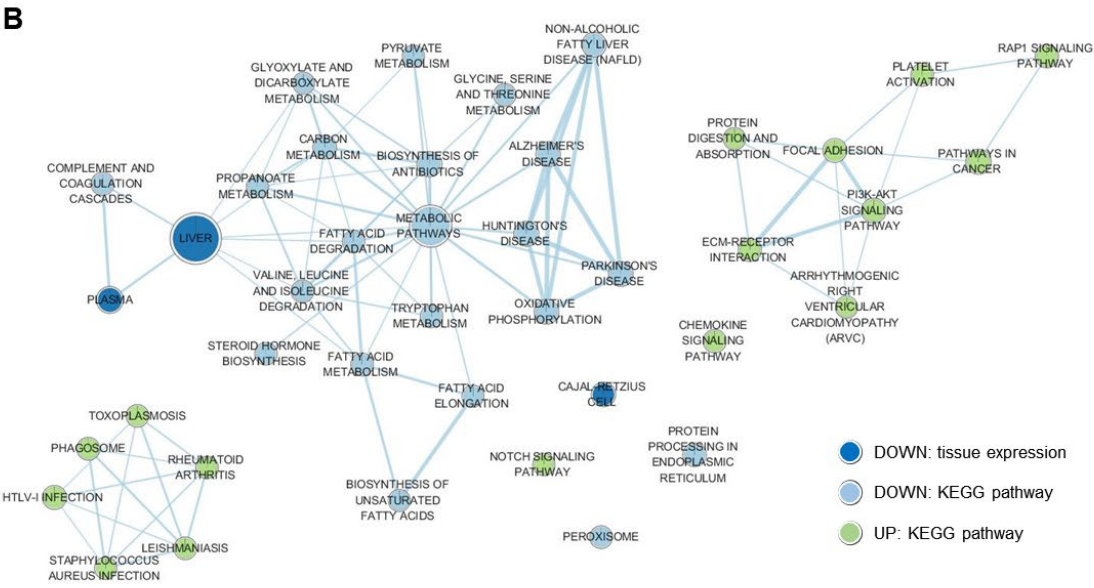 B
NON-ALCOHOLIC
FATTY LIVER
DISEASE (NAFLD)
PYRUVATE
METABOLISM
GLYOXYLATE AND
DICARBOXYLATE
METABOLISM
GLYCINE, SERINE
AND THREONINE
METABOLISM
RAP1 SIGNALING
PATHWAY
PLATELET
ACTIVATION
PROTEIN
DIGESTION AND
ABSORPTION
FOCAL ADHESION
PATHWAYS IN
CANCER
CARBON
METABOLISM
BIOSYNTHESIS OF
ANTIBIOTICS
ALZHEIMER'S
DISEASE
COMPLEMENT AND
COAGULATION
CASCADES
PROPANOATE
METABOLISM
PI3K-AKT
SIGNALING
PATHWAY
LIVER
FATTY ACID
DEGRADATION
METABOLIC
PATHWAYS
HUNTINGTON'S
DISEASE
ECM-RECEPTOR
INTERACTION
PARKINSON'S
DISEASE
VALINE, LEUCINE
AND ISOLEUCINE
DEGRADATION
ARRHYTHMOGENIC
RIGHT
VENTRICULAR
CARDIOMYOPATHY
(ARVC)
PLASMA
TRYPTOPHAN
METABOLISM
OXIDATIVE
PHOSPHORYLATION
CHEMOKINE
SIGNALING
PATHWAY
STEROID HORMONE
BIOSYNTHESIS
FATTY ACID
METABOLISM
FATTY ACID
ELONGATION
CAJAL-RETZIUS
CELL
TOXOPLASMOSIS
PHAGOSOME
RHEUMATOID
ARTHRITIS
HTLV-I INFECTION
LEISHMANIASIS
STAPHYLOCOCCUS
AUREUS INFECTION
BIOSYNTHESIS OF
UNSATURATED
FATTY ACIDS
NOTCH SIGNALING
PATHWAY
PROTEIN
PROCESSING IN
ENDOPLASMIC
RETICULUM
PEROXISOME
DOWN: tissue expression
DOWN: KEGG pathway
UP: KEGG pathway